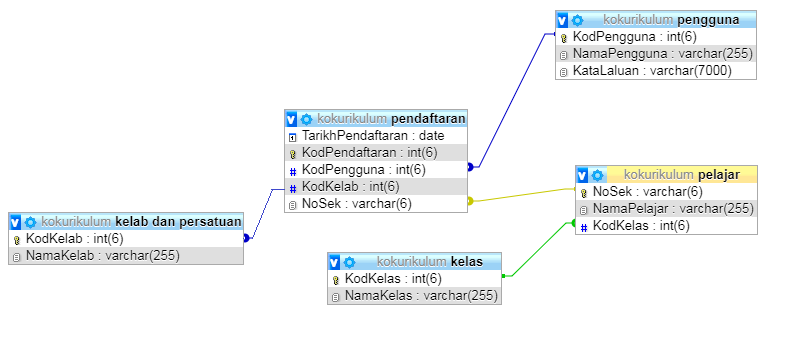 kokurikulum pengguna
KodPengguna : int(6)
NamaPengguna : varchar(255)
KataLaluan : varchar(7000)
kokurikulum pendaftaran
TarikhPendaftaran : date
KodPendaftaran : int(6)
KodPengguna : int(6)
KodKelab : int(6)
NoSek : varchar(6)
kokurikulum pelajar
NoSek : varchar(6)
NamaPelajar : varchar(255)
KodKelas : int(6)
kokurikulum kelab dan persatuan
KodKelab : int(6)
NamaKelab : varchar(255)
kokurikulum kelas
KodKelas : int(6)
NamaKelas : varchar(255)